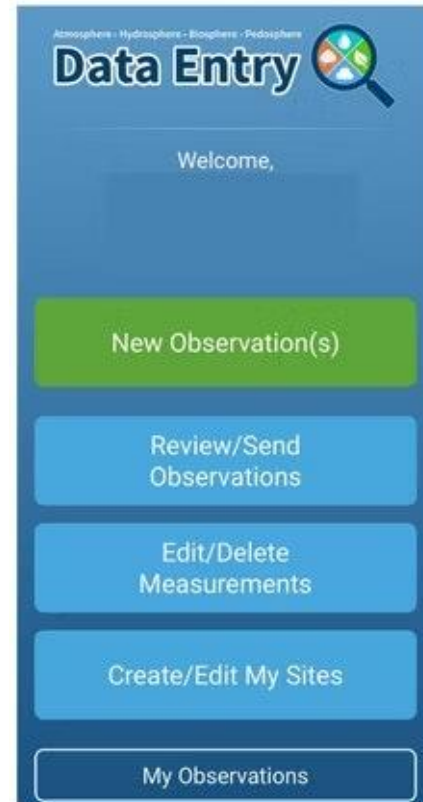 Atmosphere - Hydrosphere - Biosphere - Pedosphere
Data Entry
Welcome,
New Observation(s)
Review/Send
Observations
Edit/Delete
Measurements
Create/Edit My Sites
My Observations